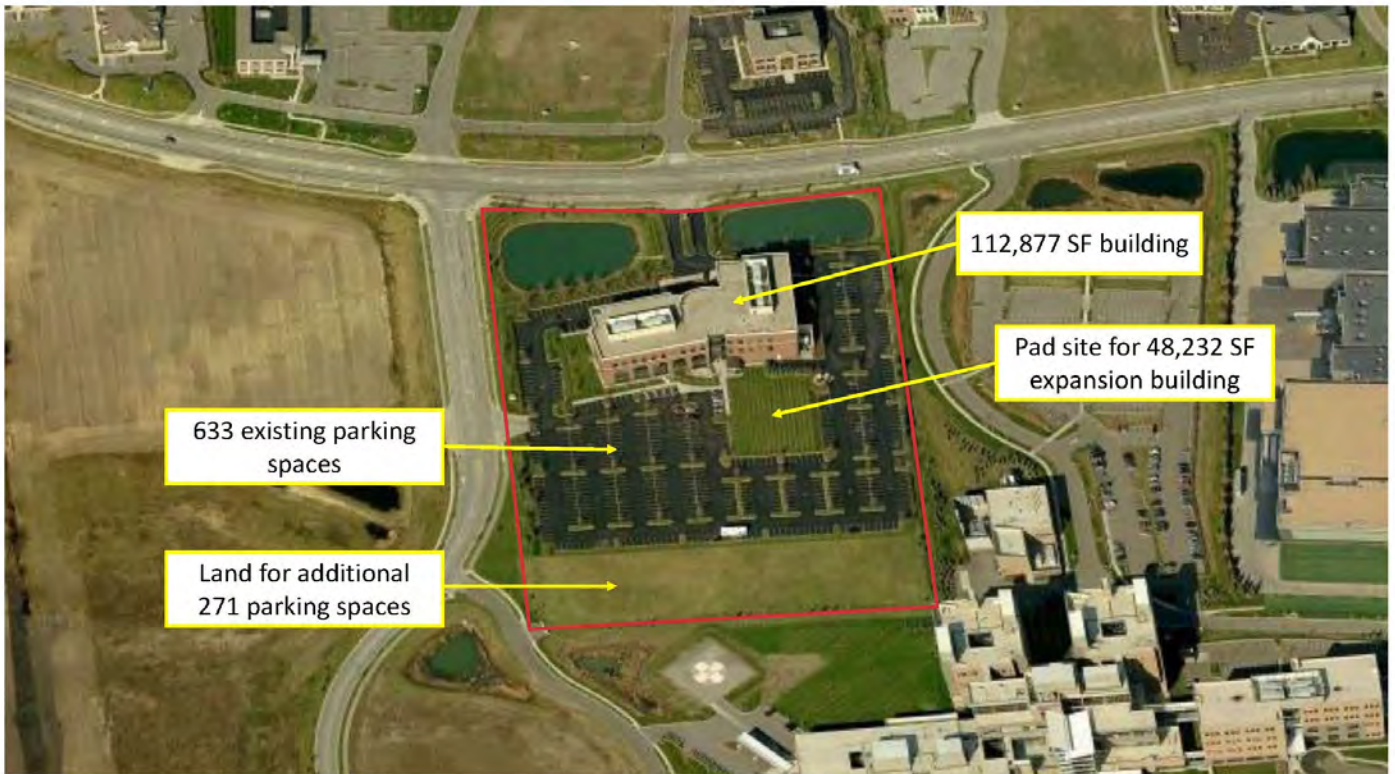 112,877 SF building
Pad site for 48,232 SF
expansion building
633 existing parking
spaces
Land for additional
271 parking spaces